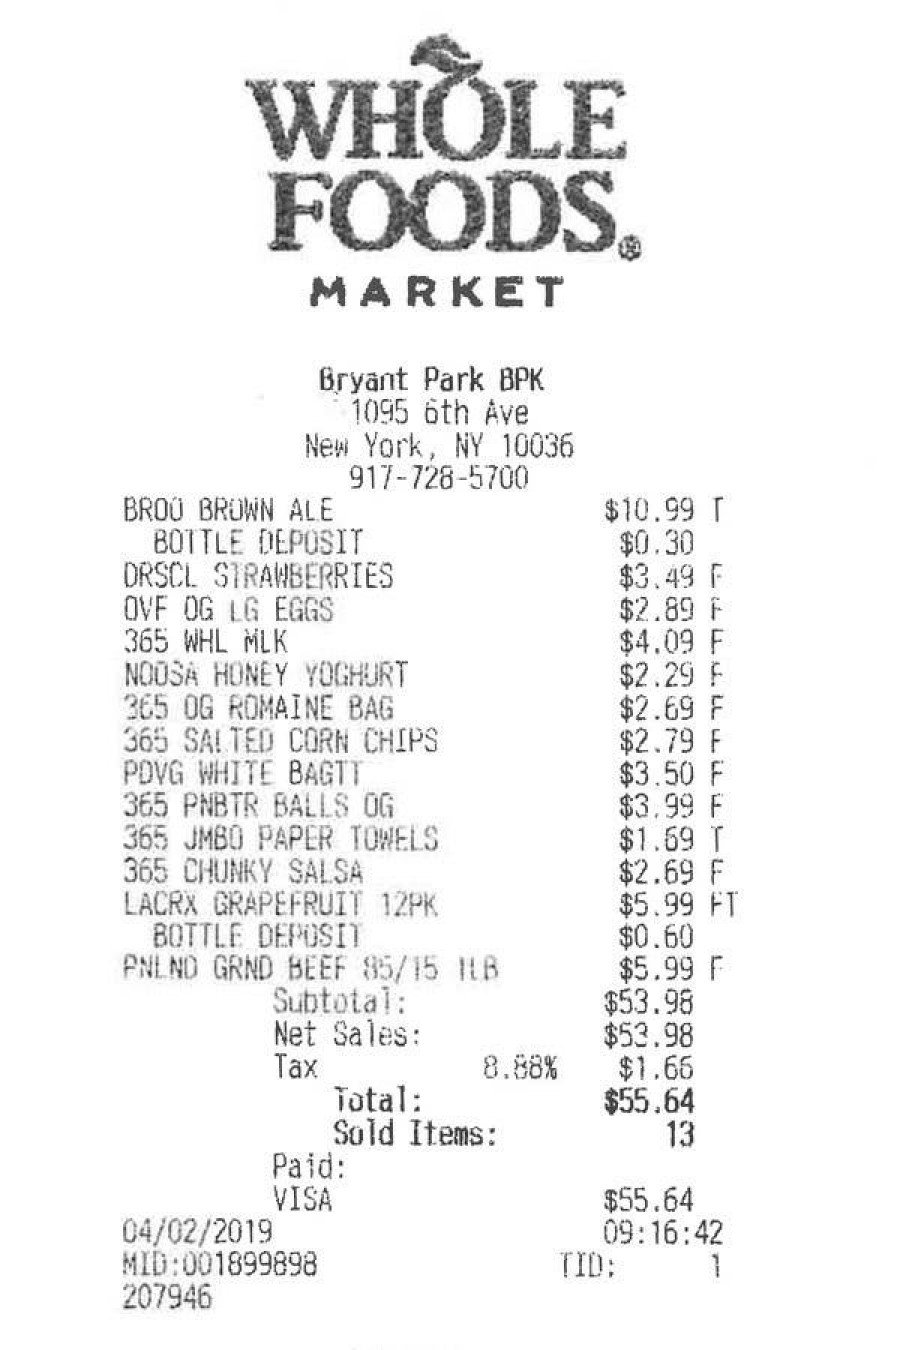 WHOLE
FOODS®
MARKET
Bryant Park BPK
1095 6th Ave
New York, NY 10036
917-728-5700
BROO BROWN ALE $10.99 T
BOTTLE DEPOSIT $0.30
DRSCL STRAWBERRIES $3.49 F
OVF OG LG EGGS $2.89 F
365 WHL MLK $4.09 F
NOOSA HONEY YOGHURT $2.29 F
365 OG ROMAINE BAG $2.69 F
365 SALTED CORN CHIPS $2.79 F
PDVG WHITE BAGTT $3.50 F
365 PNBTR BALLS OG $3.99 F
365 JMBO PAPER TOWELS $1.69 T
365 CHUNKY SALSA $2.69 F
LACRX GRAPEFRUIT 12PK $5.99 FT
BOTTLE DEPOSIT $0.60
PNLND GRND BEEF 85/15 1LB $5.99 F
Subtotal: $53.98
Net Sales: $53.98
Tax 8.88% $1.66
Total: $55.64
Sold Items: 13
Paid:
VISA $55.64
04/02/2019 09:16:42
MID:001899898 TID: 1
207946